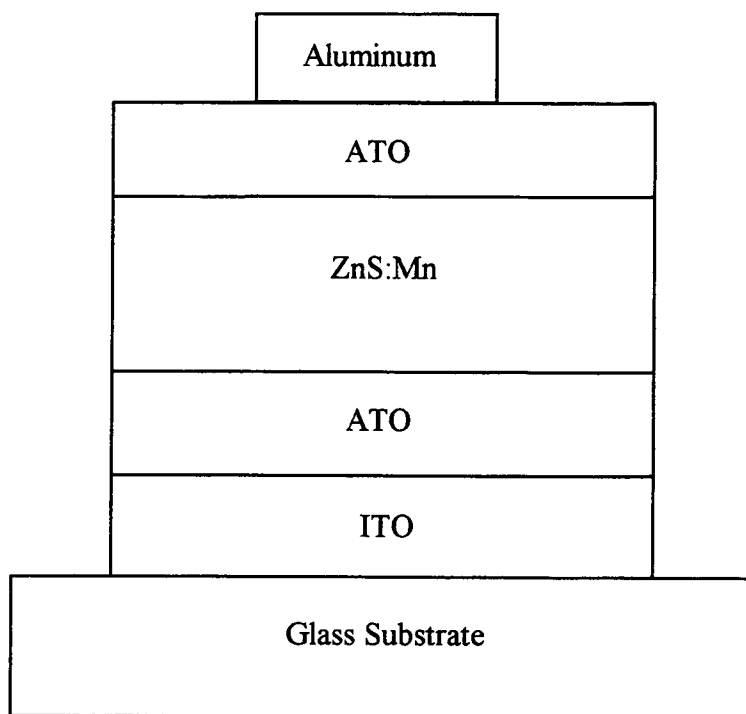 Aluminum
ATO
ZnS:Mn
ATO
ITO
Glass Substrate